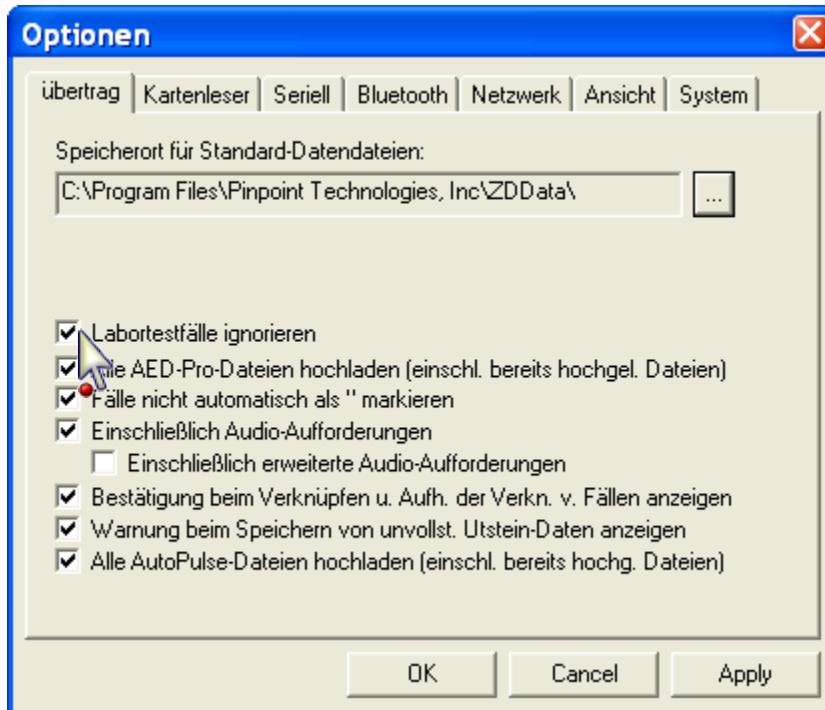 Optionen
übertrag Kartenleser Seriell Bluetooth Netzwerk Ansicht System
Speicherort für Standard-Datendateien:
C:\Program Files\Pinpoint Technologies, Inc\ZDData\ ...
Labortestfälle ignorieren
Alle AED-Pro-Dateien hochladen (einschl. bereits hochgel. Dateien)
Fälle nicht automatisch als '' markieren
Einschließlich Audio-Aufforderungen
Einschließlich erweiterte Audio-Aufforderungen
Bestätigung beim Verknüpfen u. Aufh. der Verkn. v. Fällen anzeigen
Warnung beim Speichern von unvollst. Utstein-Daten anzeigen
Alle AutoPulse-Dateien hochladen (einschl. bereits hochg. Dateien)
OK Cancel Apply